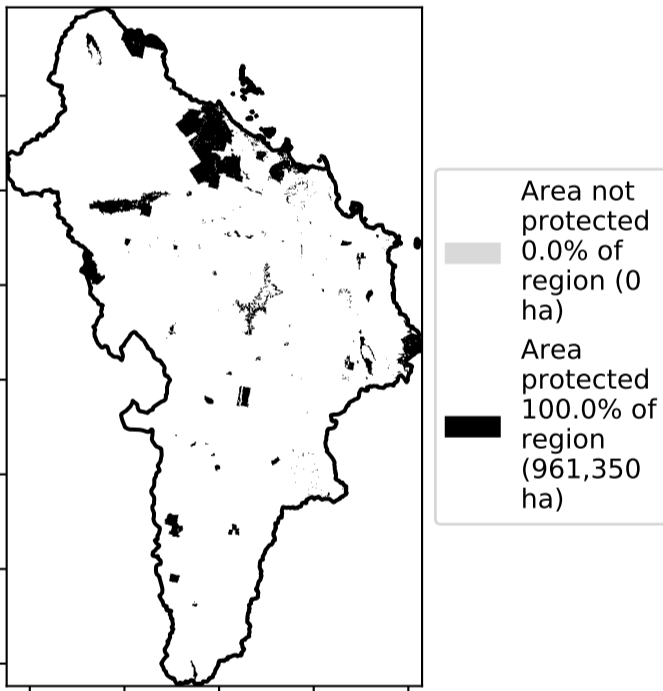 Area not
protected
0.0% of
region (0
ha)
Area
protected
100.0% of
region
(961,350
ha)